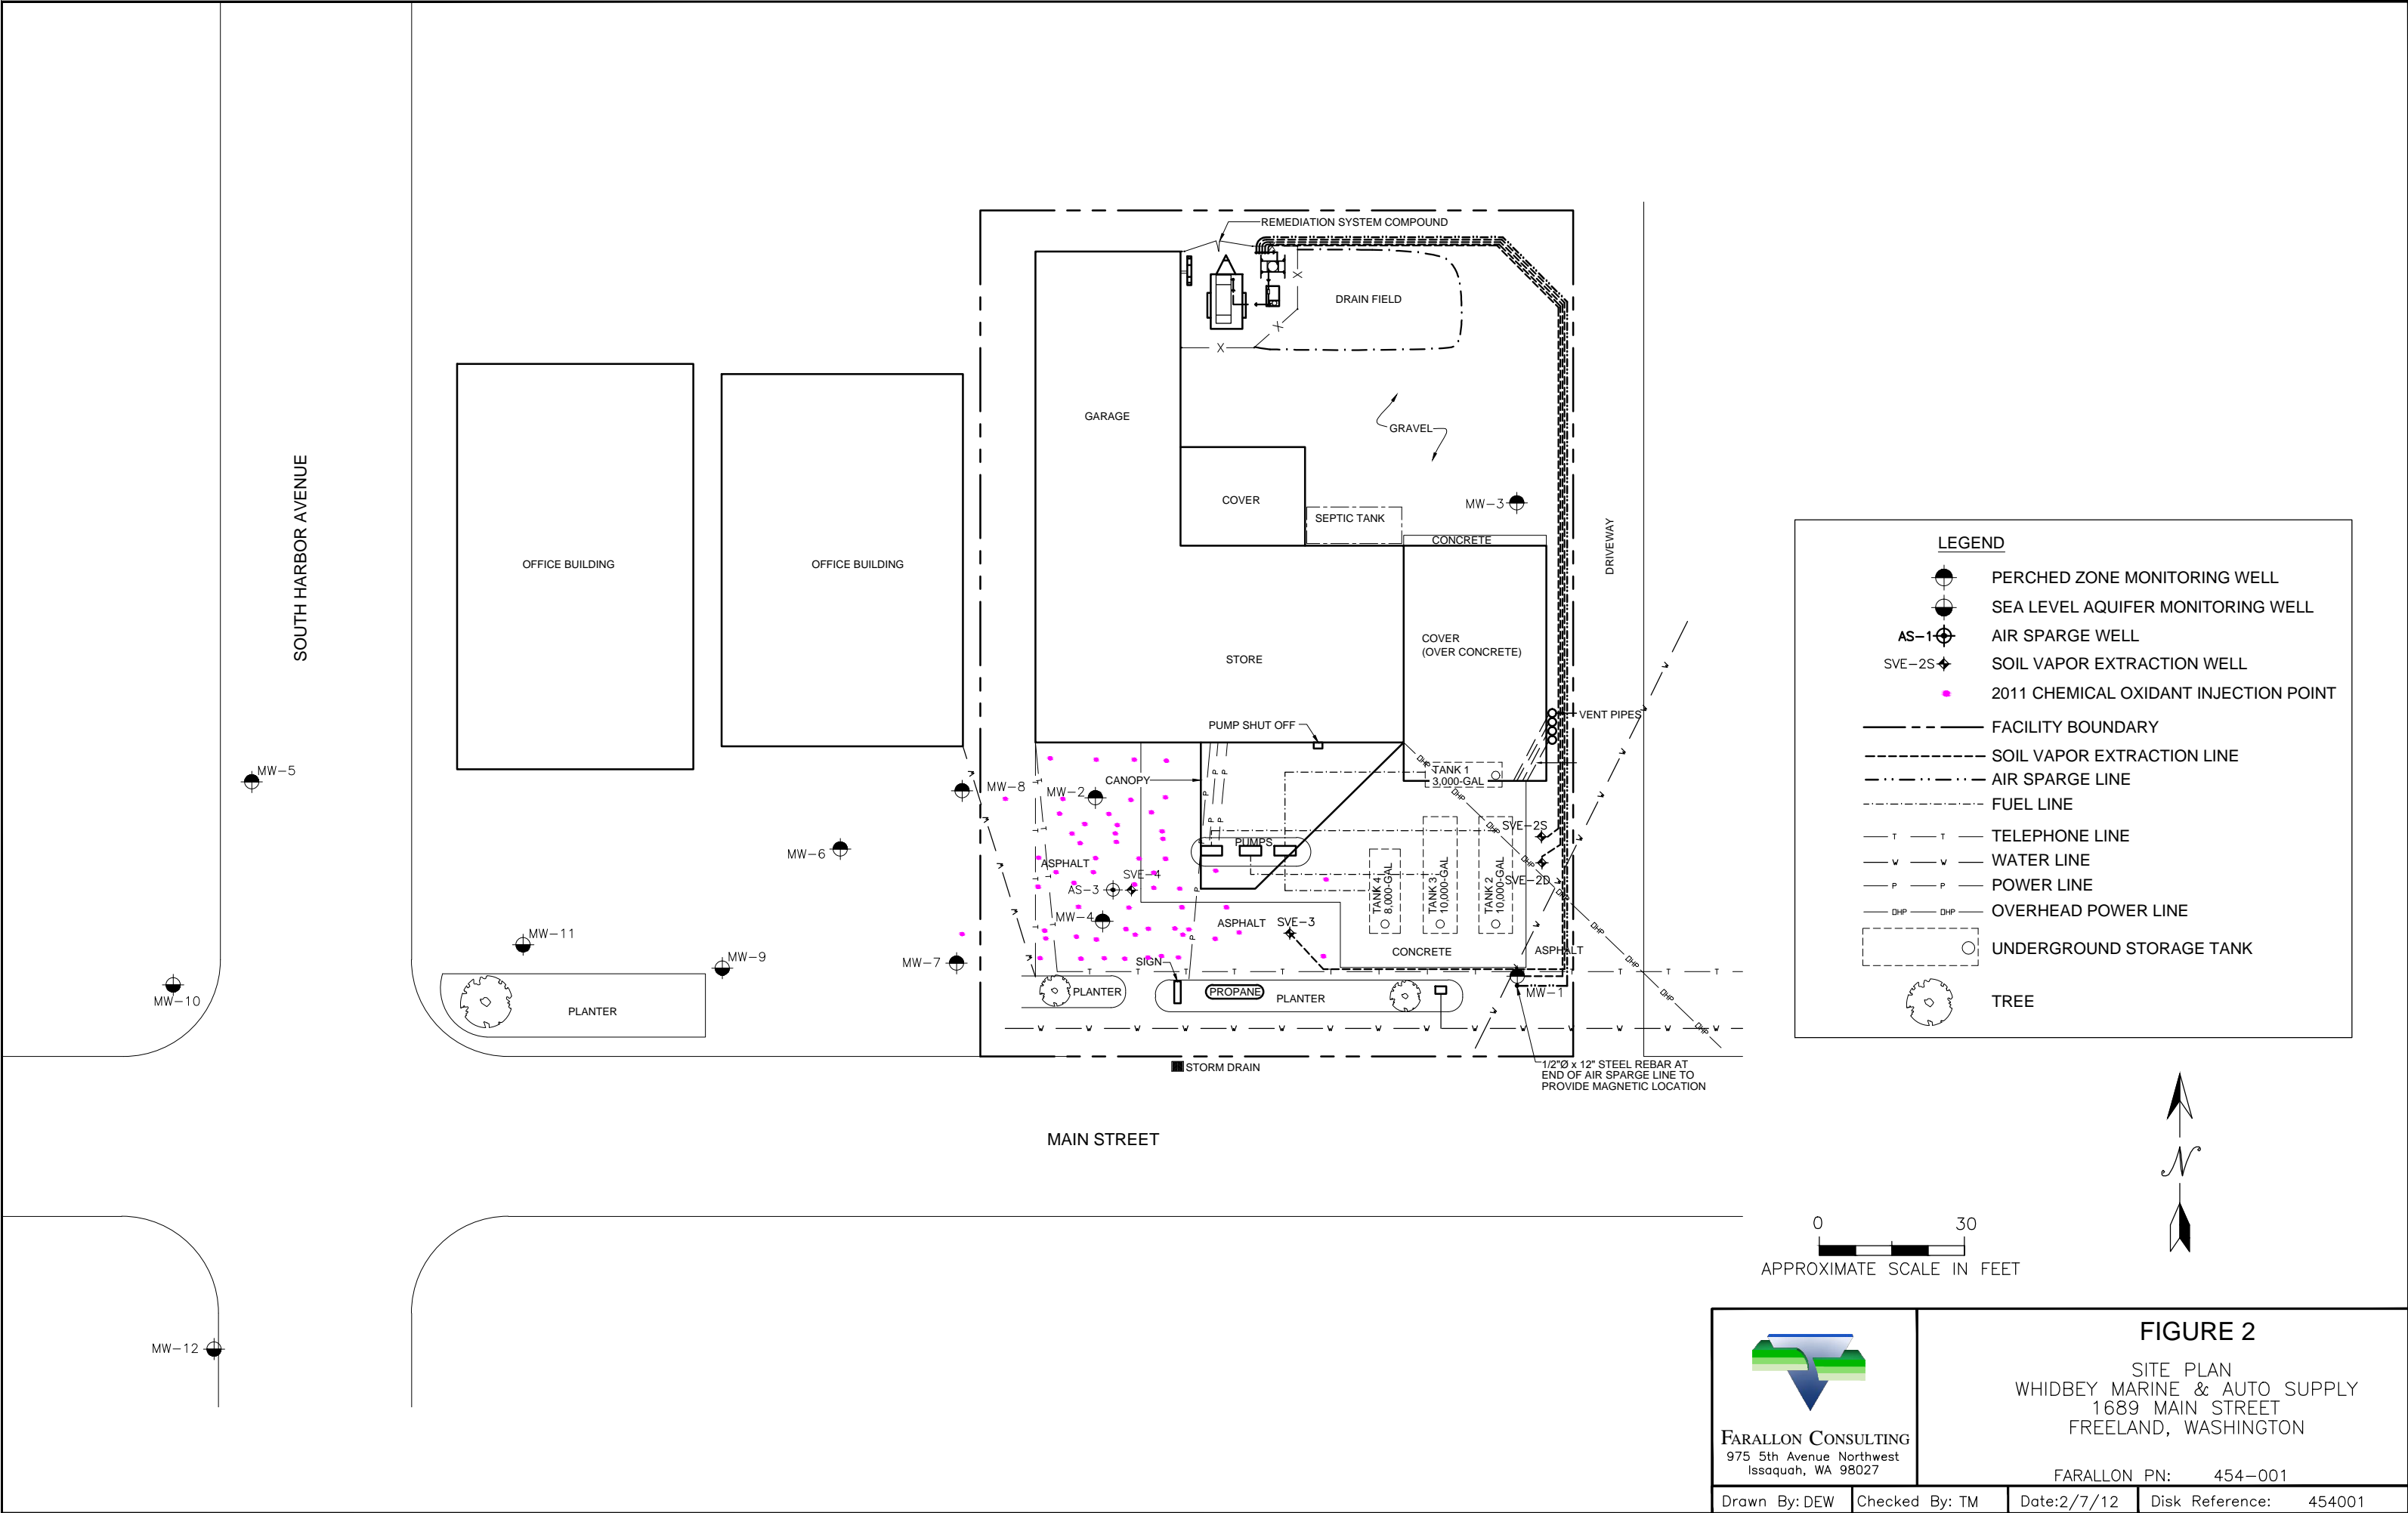 REMEDIATION SYSTEM COMPOUND
DRAIN FIELD
X
X
X
GARAGE
GRAVEL
SOUTH HARBOR AVENUE
COVER
MW-3
SEPTIC TANK
CONCRETE
DRIVEWAY
OFFICE BUILDING
OFFICE BUILDING
COVER
(OVER CONCRETE)
STORE
PUMP SHUT OFF
VENT PIPES
MW-5
CANOPY
TANK 1
3,000-GAL
MW-8
MW-2
SVE-2S
PUMPS
MW-6
ASPHALT
SVE-4
AS-3
SVE-2D
TANK 4
8,000-GAL
TANK 3
10,000-GAL
TANK 2
10,000-GAL
MW-4
ASPHALT
SVE-3
MW-11
CONCRETE
ASPHALT
MW-9
MW-7
SIGN
MW-10
PLANTER
PROPANE
PLANTER
MW-1
PLANTER
STORM DRAIN
1/2"Ø x 12" STEEL REBAR AT
END OF AIR SPARGE LINE TO
PROVIDE MAGNETIC LOCATION
MAIN STREET
MW-12
LEGEND
PERCHED ZONE MONITORING WELL
SEA LEVEL AQUIFER MONITORING WELL
AS-1 AIR SPARGE WELL
SVE-2S SOIL VAPOR EXTRACTION WELL
2011 CHEMICAL OXIDANT INJECTION POINT
FACILITY BOUNDARY
SOIL VAPOR EXTRACTION LINE
AIR SPARGE LINE
FUEL LINE
T T TELEPHONE LINE
W W WATER LINE
P P POWER LINE
OHP OHP OVERHEAD POWER LINE
UNDERGROUND STORAGE TANK
TREE
N
0 30
APPROXIMATE SCALE IN FEET
FARALLON CONSULTING
975 5th Avenue Northwest
Issaquah, WA 98027
FIGURE 2
SITE PLAN
WHIDBEY MARINE & AUTO SUPPLY
1689 MAIN STREET
FREELAND, WASHINGTON
FARALLON PN: 454-001
Drawn By: DEW
Checked By: TM
Date:2/7/12
Disk Reference: 454001